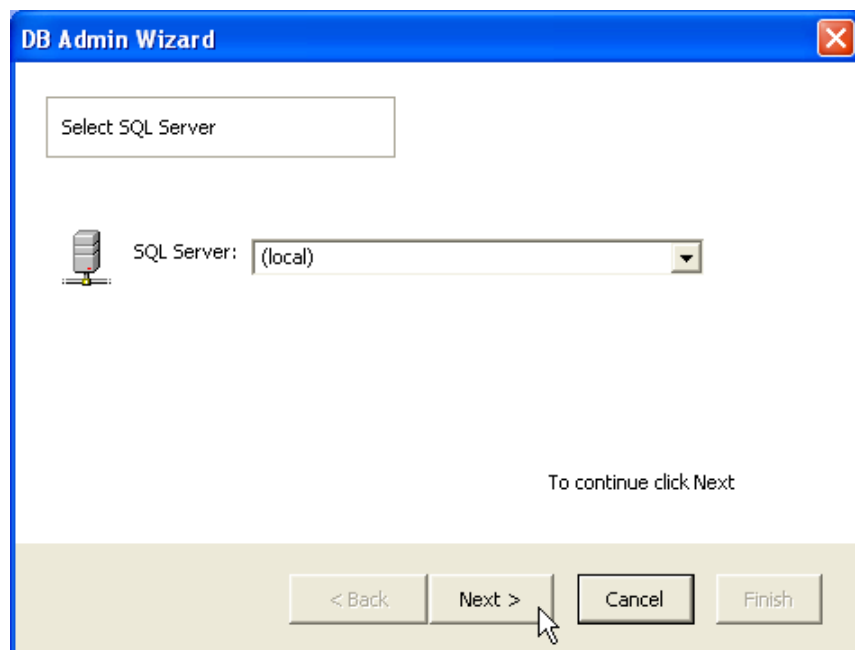 DB Admin Wizard
Select SQL Server
SQL Server: (local)
To continue click Next
< Back Next > Cancel Finish